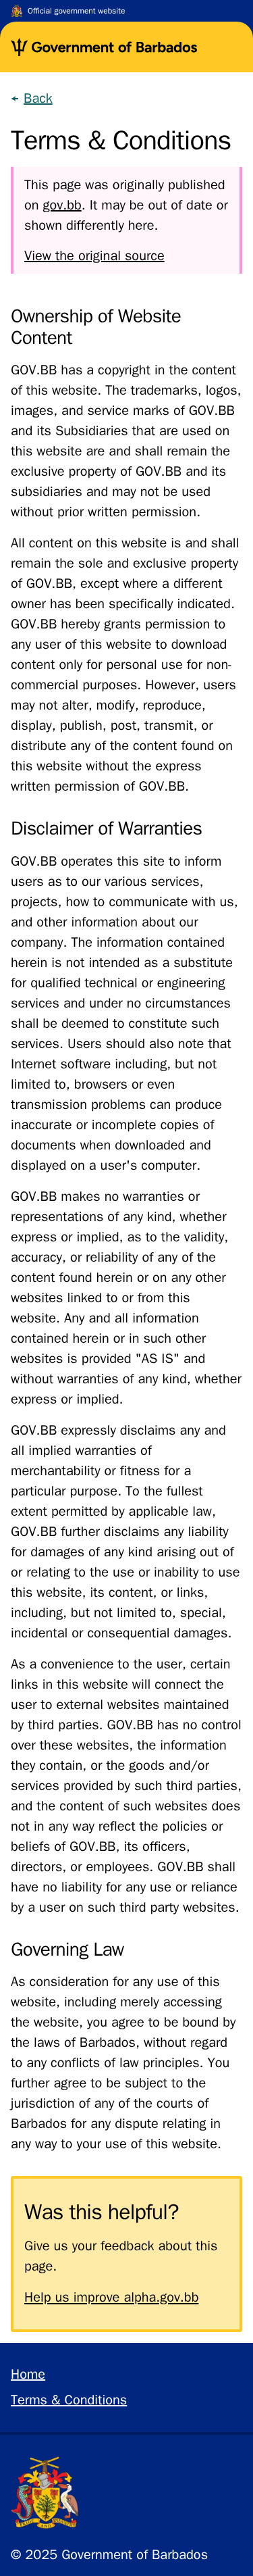 Official government website
Government of Barbados
Back
Terms & Conditions
This page was originally published
on gov.bb. It may be out of date or
shown differently here.
View the original source
Ownership of Website
Content
GOV.BB has a copyright in the content
of this website. The trademarks, logos,
images, and service marks of GOV.BB
and its Subsidiaries that are used on
this website are and shall remain the
exclusive property of GOV.BB and its
subsidiaries and may not be used
without prior written permission.
All content on this website is and shall
remain the sole and exclusive property
of GOV.BB, except where a different
owner has been specifically indicated.
GOV.BB hereby grants permission to
any user of this website to download
content only for personal use for non-
commercial purposes. However, users
may not alter, modify, reproduce,
display, publish, post, transmit, or
distribute any of the content found on
this website without the express
written permission of GOV.BB.
Disclaimer of Warranties
GOV.BB operates this site to inform
users as to our various services,
projects, how to communicate with us,
and other information about our
company. The information contained
herein is not intended as a substitute
for qualified technical or engineering
services and under no circumstances
shall be deemed to constitute such
services. Users should also note that
Internet software including, but not
limited to, browsers or even
transmission problems can produce
inaccurate or incomplete copies of
documents when downloaded and
displayed on a user's computer.
GOV.BB makes no warranties or
representations of any kind, whether
express or implied, as to the validity,
accuracy, or reliability of any of the
content found herein or on any other
websites linked to or from this
website. Any and all information
contained herein or in such other
websites is provided "AS IS" and
without warranties of any kind, whether
express or implied.
GOV.BB expressly disclaims any and
all implied warranties of
merchantability or fitness for a
particular purpose. To the fullest
extent permitted by applicable law,
GOV.BB further disclaims any liability
for damages of any kind arising out of
or relating to the use or inability to use
this website, its content, or links,
including, but not limited to, special,
incidental or consequential damages.
As a convenience to the user, certain
links in this website will connect the
user to external websites maintained
by third parties. GOV.BB has no control
over these websites, the information
they contain, or the goods and/or
services provided by such third parties,
and the content of such websites does
not in any way reflect the policies or
beliefs of GOV.BB, its officers,
directors, or employees. GOV.BB shall
have no liability for any use or reliance
by a user on such third party websites.
Governing Law
As consideration for any use of this
website, including merely accessing
the website, you agree to be bound by
the laws of Barbados, without regard
to any conflicts of law principles. You
further agree to be subject to the
jurisdiction of any of the courts of
Barbados for any dispute relating in
any way to your use of this website.
Was this helpful?
Give us your feedback about this
page.
Help us improve alpha.gov.bb
Home
Terms & Conditions
© 2025 Government of Barbados